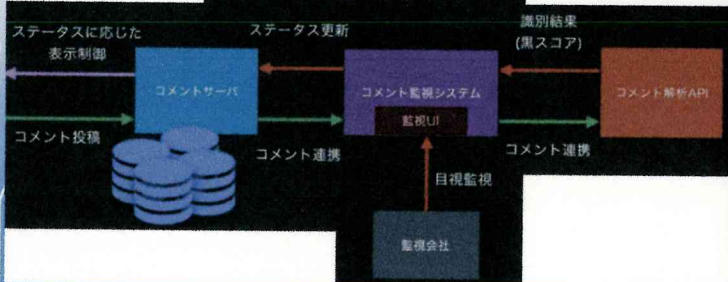 ステータスに応じた
表示制御
ステータス更新
識別結果
(黒スコア)
コメントサーバ
コメント監視システム
コメント解析API
監視UI
コメント投稿
コメント連携
コメント連携
目視監視
監視会社